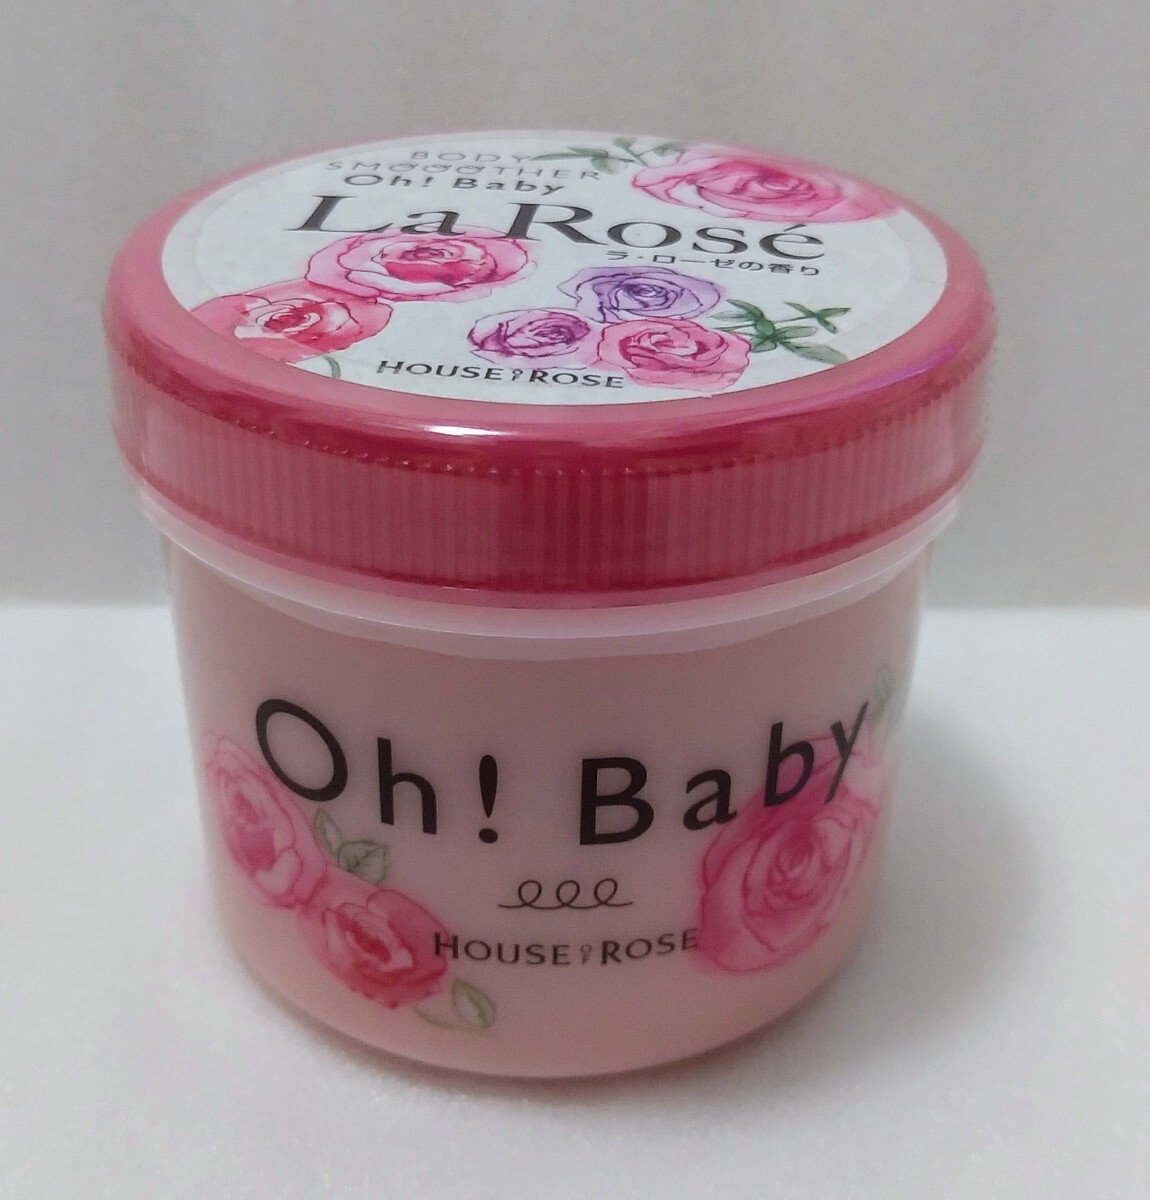 BODY
SMOOOTHER
Oh! Baby
La Rosé
ラ・ローゼの香り
HOUSE OF ROSE
Oh! Baby
HOUSE OF ROSE